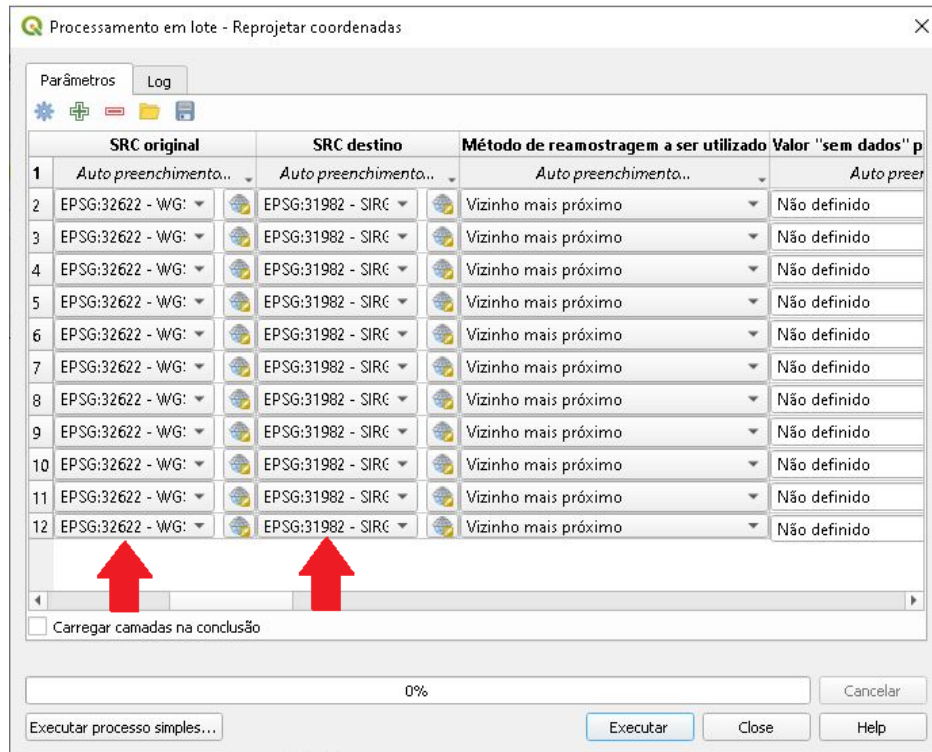 Processamento em lote - Reprojetar coordenadas
Parâmetros Log
SRC original SRC destino Método de reamostragem a ser utilizado Valor "sem dados" p
1 Auto preenchimento... Auto preenchimento... Auto preenchimento... Auto preer
2 EPSG:32622 - WG: EPSG:31982 - SIRG Vizinho mais próximo Não definido
3 EPSG:32622 - WG: EPSG:31982 - SIRG Vizinho mais próximo Não definido
4 EPSG:32622 - WG: EPSG:31982 - SIRG Vizinho mais próximo Não definido
5 EPSG:32622 - WG: EPSG:31982 - SIRG Vizinho mais próximo Não definido
6 EPSG:32622 - WG: EPSG:31982 - SIRG Vizinho mais próximo Não definido
7 EPSG:32622 - WG: EPSG:31982 - SIRG Vizinho mais próximo Não definido
8 EPSG:32622 - WG: EPSG:31982 - SIRG Vizinho mais próximo Não definido
9 EPSG:32622 - WG: EPSG:31982 - SIRG Vizinho mais próximo Não definido
10 EPSG:32622 - WG: EPSG:31982 - SIRG Vizinho mais próximo Não definido
11 EPSG:32622 - WG: EPSG:31982 - SIRG Vizinho mais próximo Não definido
12 EPSG:32622 - WG: EPSG:31982 - SIRG Vizinho mais próximo Não definido
Carregar camadas na conclusão
0% Cancelar
Executar processo simples... Executar Close Help